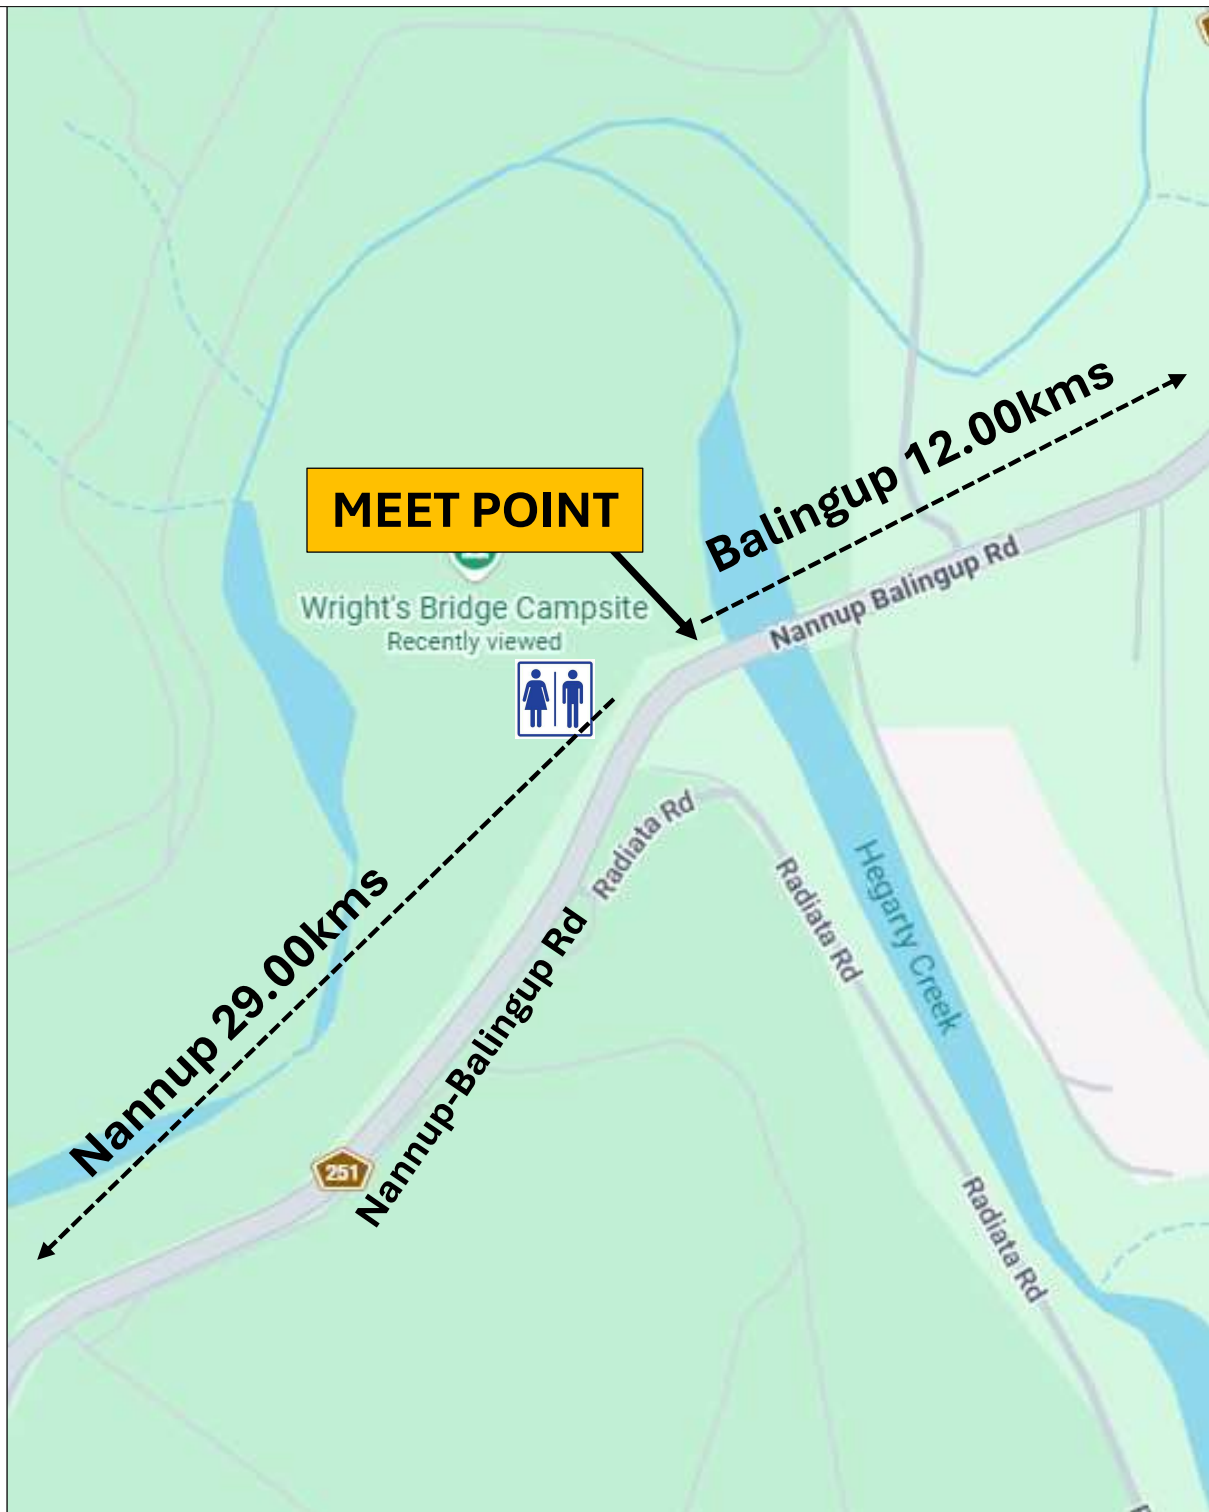 Balingup 12.00kms
MEET POINT
Nannup Balingup Rd
Wright's Bridge Campsite
Recently viewed
Radiata Rd
Radiata Rd
Hegarty Creek
Nannup 29.00kms
Nannup-Balingup Rd
251
Radiata Rd